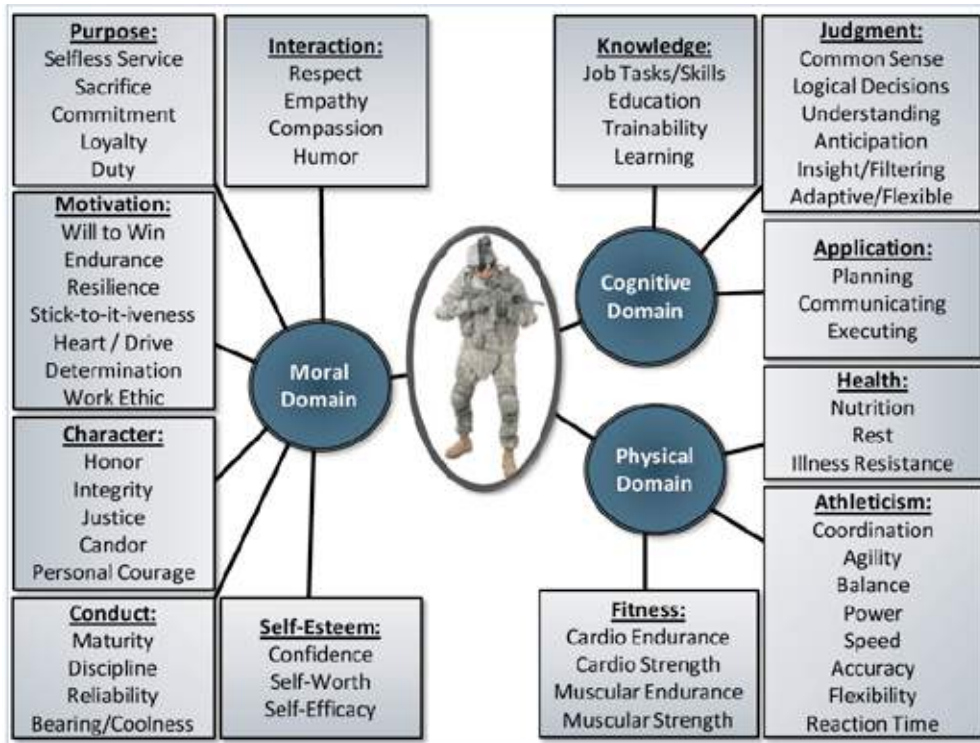 Purpose:
Selfless Service
Sacrifice
Commitment
Loyalty
Duty
Interaction:
Respect
Empathy
Compassion
Humor
Knowledge:
Job Tasks/Skills
Education
Trainability
Learning
Judgment:
Common Sense
Logical Decisions
Understanding
Anticipation
Insight/Filtering
Adaptive/Flexible
Motivation:
Will to Win
Endurance
Resilience
Stick-to-it-iveness
Heart / Drive
Determination
Work Ethic
Moral
Domain
Cognitive
Domain
Application:
Planning
Communicating
Executing
Physical
Domain
Health:
Nutrition
Rest
Illness Resistance
Character:
Honor
Integrity
Justice
Candor
Personal Courage
Athleticism:
Coordination
Agility
Balance
Power
Speed
Accuracy
Flexibility
Reaction Time
Conduct:
Maturity
Discipline
Reliability
Bearing/Coolness
Self-Esteem:
Confidence
Self-Worth
Self-Efficacy
Fitness:
Cardio Endurance
Cardio Strength
Muscular Endurance
Muscular Strength